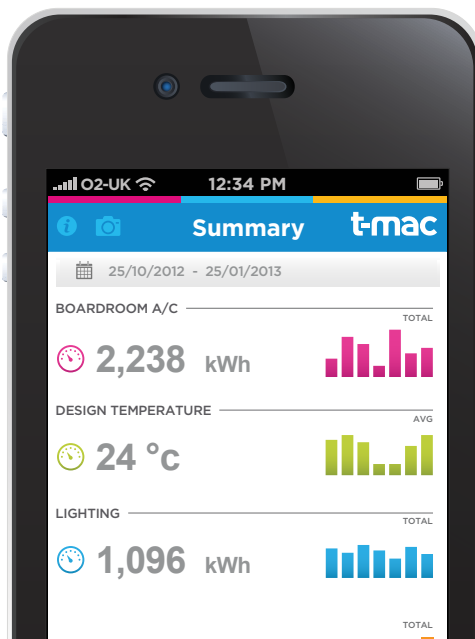 O2-UK 12:34 PM
i Summary t-mac
25/10/2012 - 25/01/2013
BOARDROOM A/C
TOTAL
2,238 kWh
DESIGN TEMPERATURE
AVG
24 °c
LIGHTING
TOTAL
1,096 kWh
TOTAL